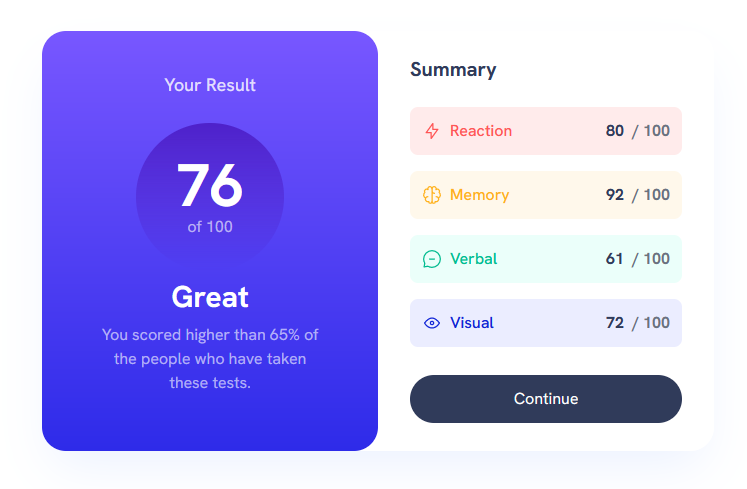 Your Result
76
of 100
Great
You scored higher than 65% of
the people who have taken
these tests.
Summary
Reaction 80 / 100
Memory 92 / 100
Verbal 61 / 100
Visual 72 / 100
Continue